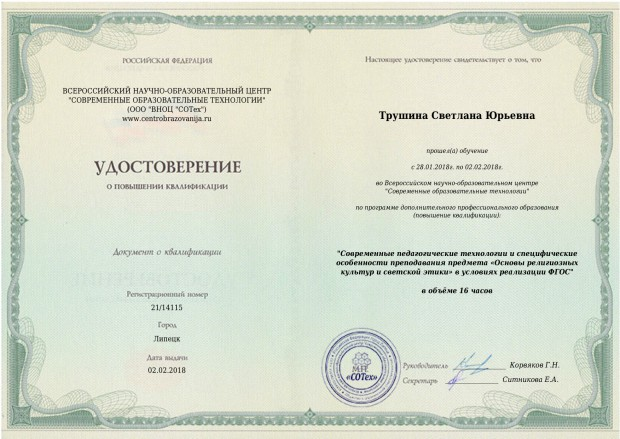 РОССИЙСКАЯ ФЕДЕРАЦИЯ
ВСЕРОССИЙСКИЙ НАУЧНО-ОБРАЗОВАТЕЛЬНЫЙ ЦЕНТР
"СОВРЕМЕННЫЕ ОБРАЗОВАТЕЛЬНЫЕ ТЕХНОЛОГИИ"
(ООО "ВНОЦ "СОТех")
www.centrobrazovanija.ru
УДОСТОВЕРЕНИЕ
О ПОВЫШЕНИИ КВАЛИФИКАЦИИ
Документ о квалификации
Регистрационный номер
21/14115
Город
Липецк
Дата выдачи
02.02.2018
Настоящее удостоверение свидетельствует о том, что
Трушина Светлана Юрьевна
прошел(а) обучение
с 28.01.2018г. по 02.02.2018г.
во Всероссийском научно-образовательном центре
"Современные образовательные технологии"
по программе дополнительного профессионального образования
(повышение квалификации):
"Современные педагогические технологии и специфические
особенности преподавания предмета «Основы религиозных
культур и светской этики» в условиях реализации ФГОС"
в объёме 16 часов
«СОТех»
Руководитель Корвяков Г.Н.
Секретарь Ситникова Е.А.